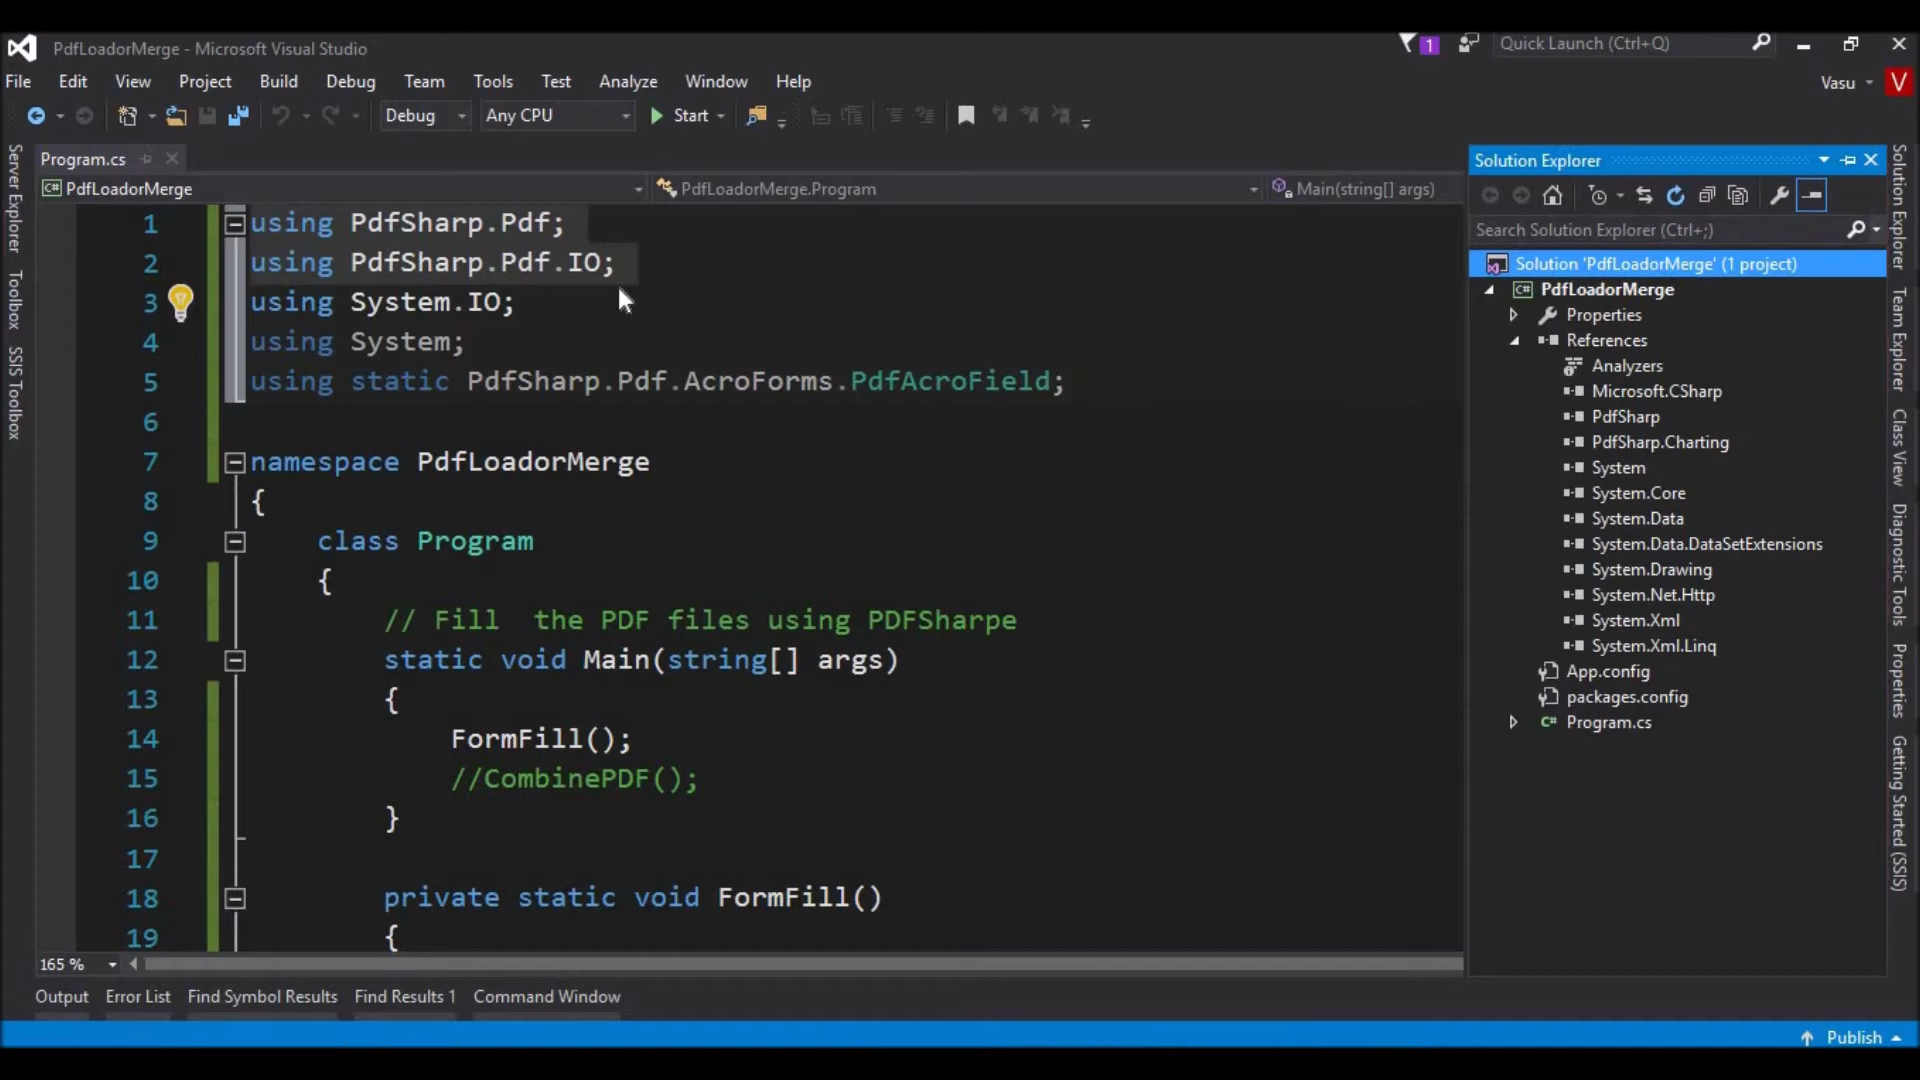 PdfLoadorMerge - Microsoft Visual Studio
1
Quick Launch (Ctrl+Q)
File Edit View Project Build Debug Team Tools Test Analyze Window Help
Vasu
V
Debug
Any CPU
Start
Server Explorer
Toolbox
SSIS Toolbox
Program.cs
PdfLoadorMerge
PdfLoadorMerge.Program
Main(string[] args)
1 using PdfSharp.Pdf;
2 using PdfSharp.Pdf.IO;
3 using System.IO;
4 using System;
5 using static PdfSharp.Pdf.AcroForms.PdfAcroField;
6
7 namespace PdfLoadorMerge
8 {
9 class Program
10 {
11 // Fill  the PDF files using PDFSharpe
12 static void Main(string[] args)
13 {
14 FormFill();
15 //CombinePDF();
16 }
17
18 private static void FormFill()
19 {
165 %
Solution Explorer
Search Solution Explorer (Ctrl+;)
Solution 'PdfLoadorMerge' (1 project)
C# PdfLoadorMerge
Properties
References
Analyzers
Microsoft.CSharp
PdfSharp
PdfSharp.Charting
System
System.Core
System.Data
System.Data.DataSetExtensions
System.Drawing
System.Net.Http
System.Xml
System.Xml.Linq
App.config
packages.config
C# Program.cs
Solution Explorer
Team Explorer
Class View
Diagnostic Tools
Properties
Getting Started (SSIS)
Output Error List Find Symbol Results Find Results 1 Command Window
Publish